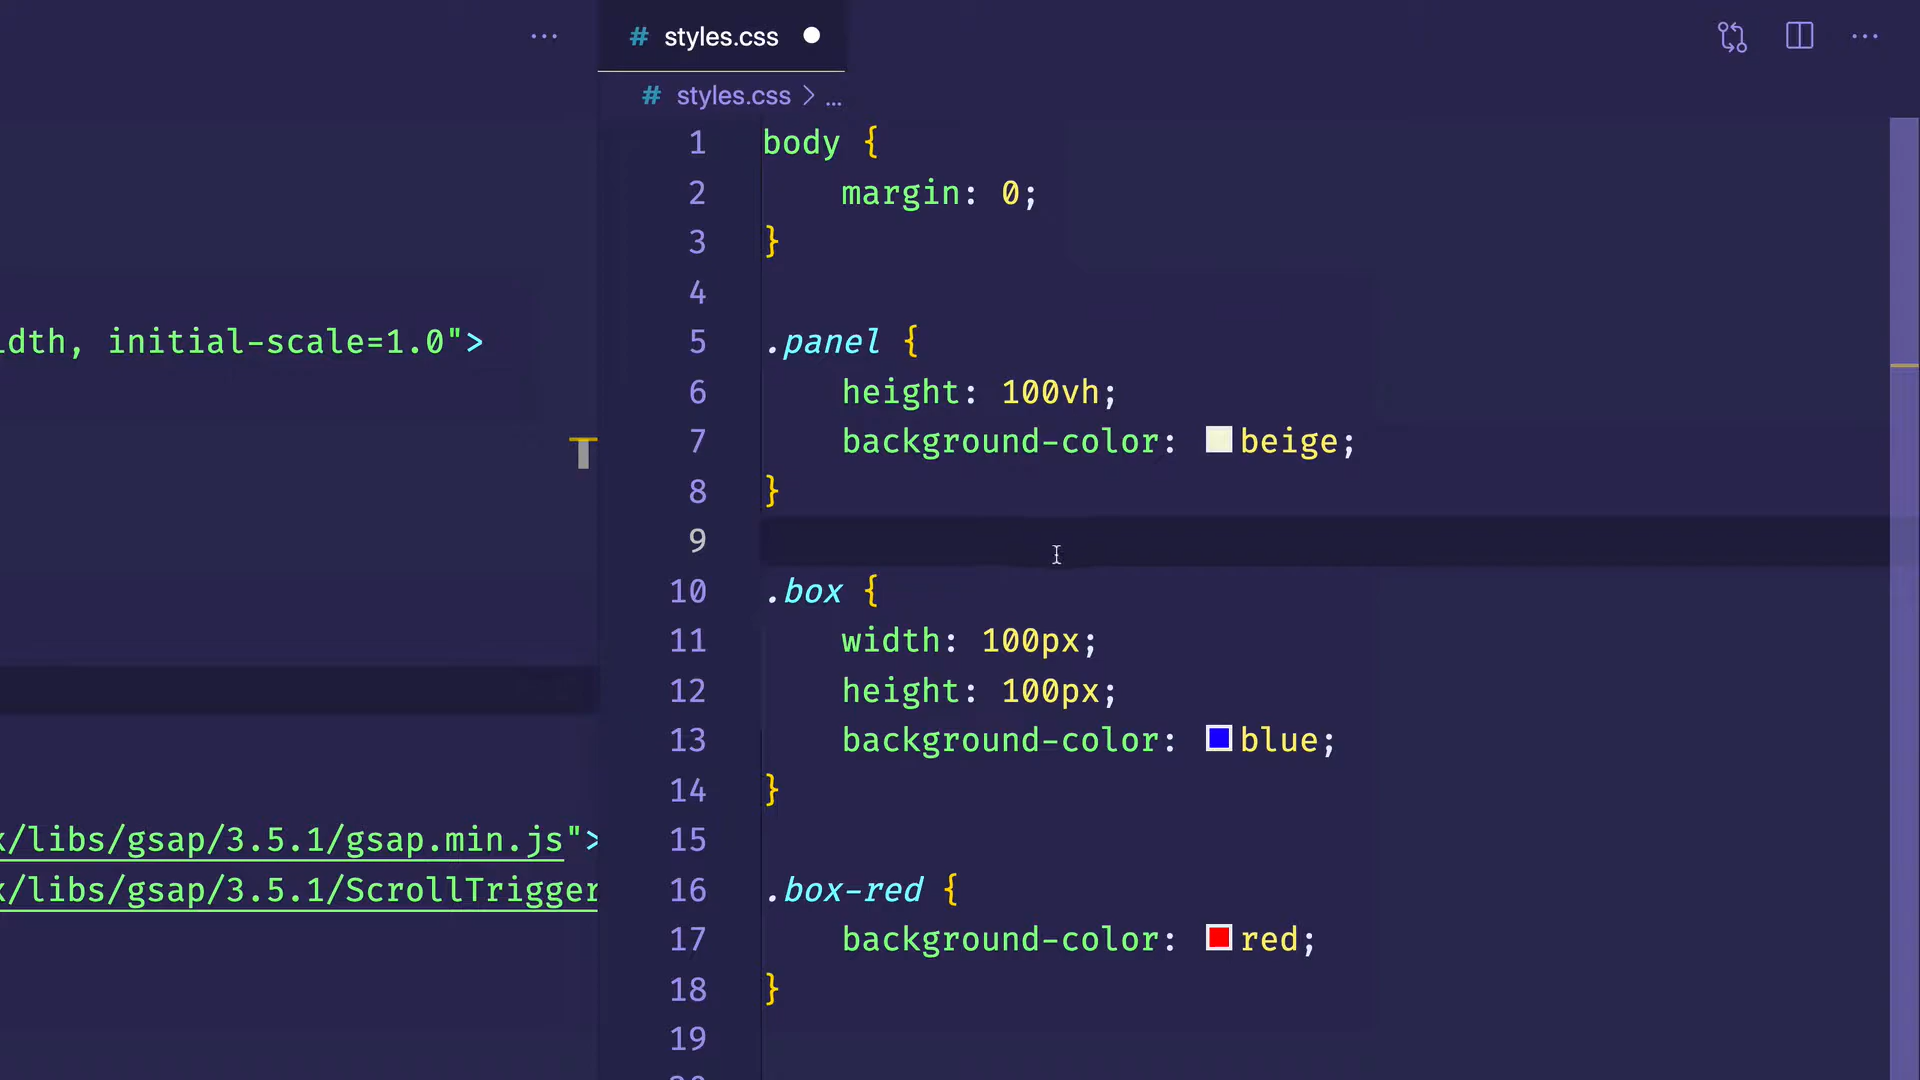 ...
# styles.css
...
# styles.css > ...
1 body {
2 margin: 0;
3 }
4
idth, initial-scale=1.0">
5 .panel {
6 height: 100vh;
7 background-color: beige;
8 }
9
10 .box {
11 width: 100px;
12 height: 100px;
13 background-color: blue;
14 }
/libs/gsap/3.5.1/gsap.min.js">
15
/libs/gsap/3.5.1/ScrollTrigger
16 .box-red {
17 background-color: red;
18 }
19